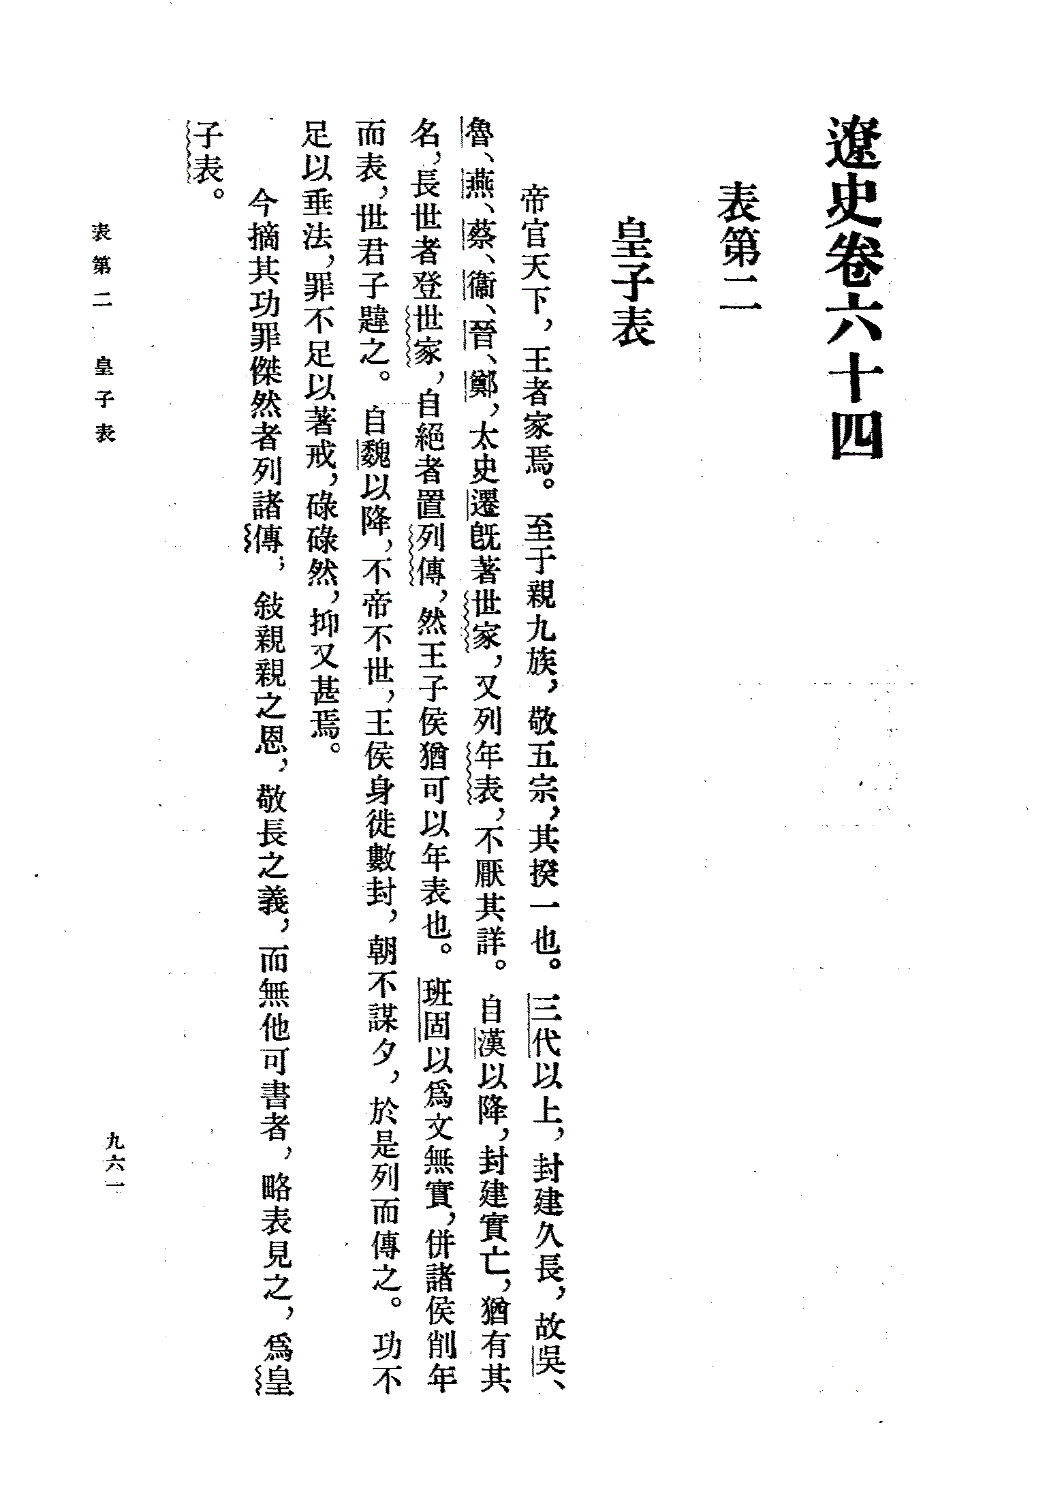 遼史卷六十四
表第二
皇子表
帝官天下，王者家焉。至于親九族，敬五宗，其揆一也。三代以上，封建久長，故吳、
魯、燕、蔡、衞、晉、鄭，太史遷旣著世家，又列年表，不厭其詳。自漢以降，封建實亡，猶有其
名，長世者登世家，自絕者置列傳，然王子侯猶可以年表也。班固以爲文無實，併諸侯削年
而表，世君子韙之。自魏以降，不帝不世，王侯身徙數封，朝不謀夕，於是列而傳之。功不
足以垂法，罪不足以著戒，碌碌然，抑又甚焉。
今摘其功罪傑然者列諸傳；敍親親之恩，敬長之義，而無他可書者，略表見之，爲皇
子表。
表第二　皇子表
九六一